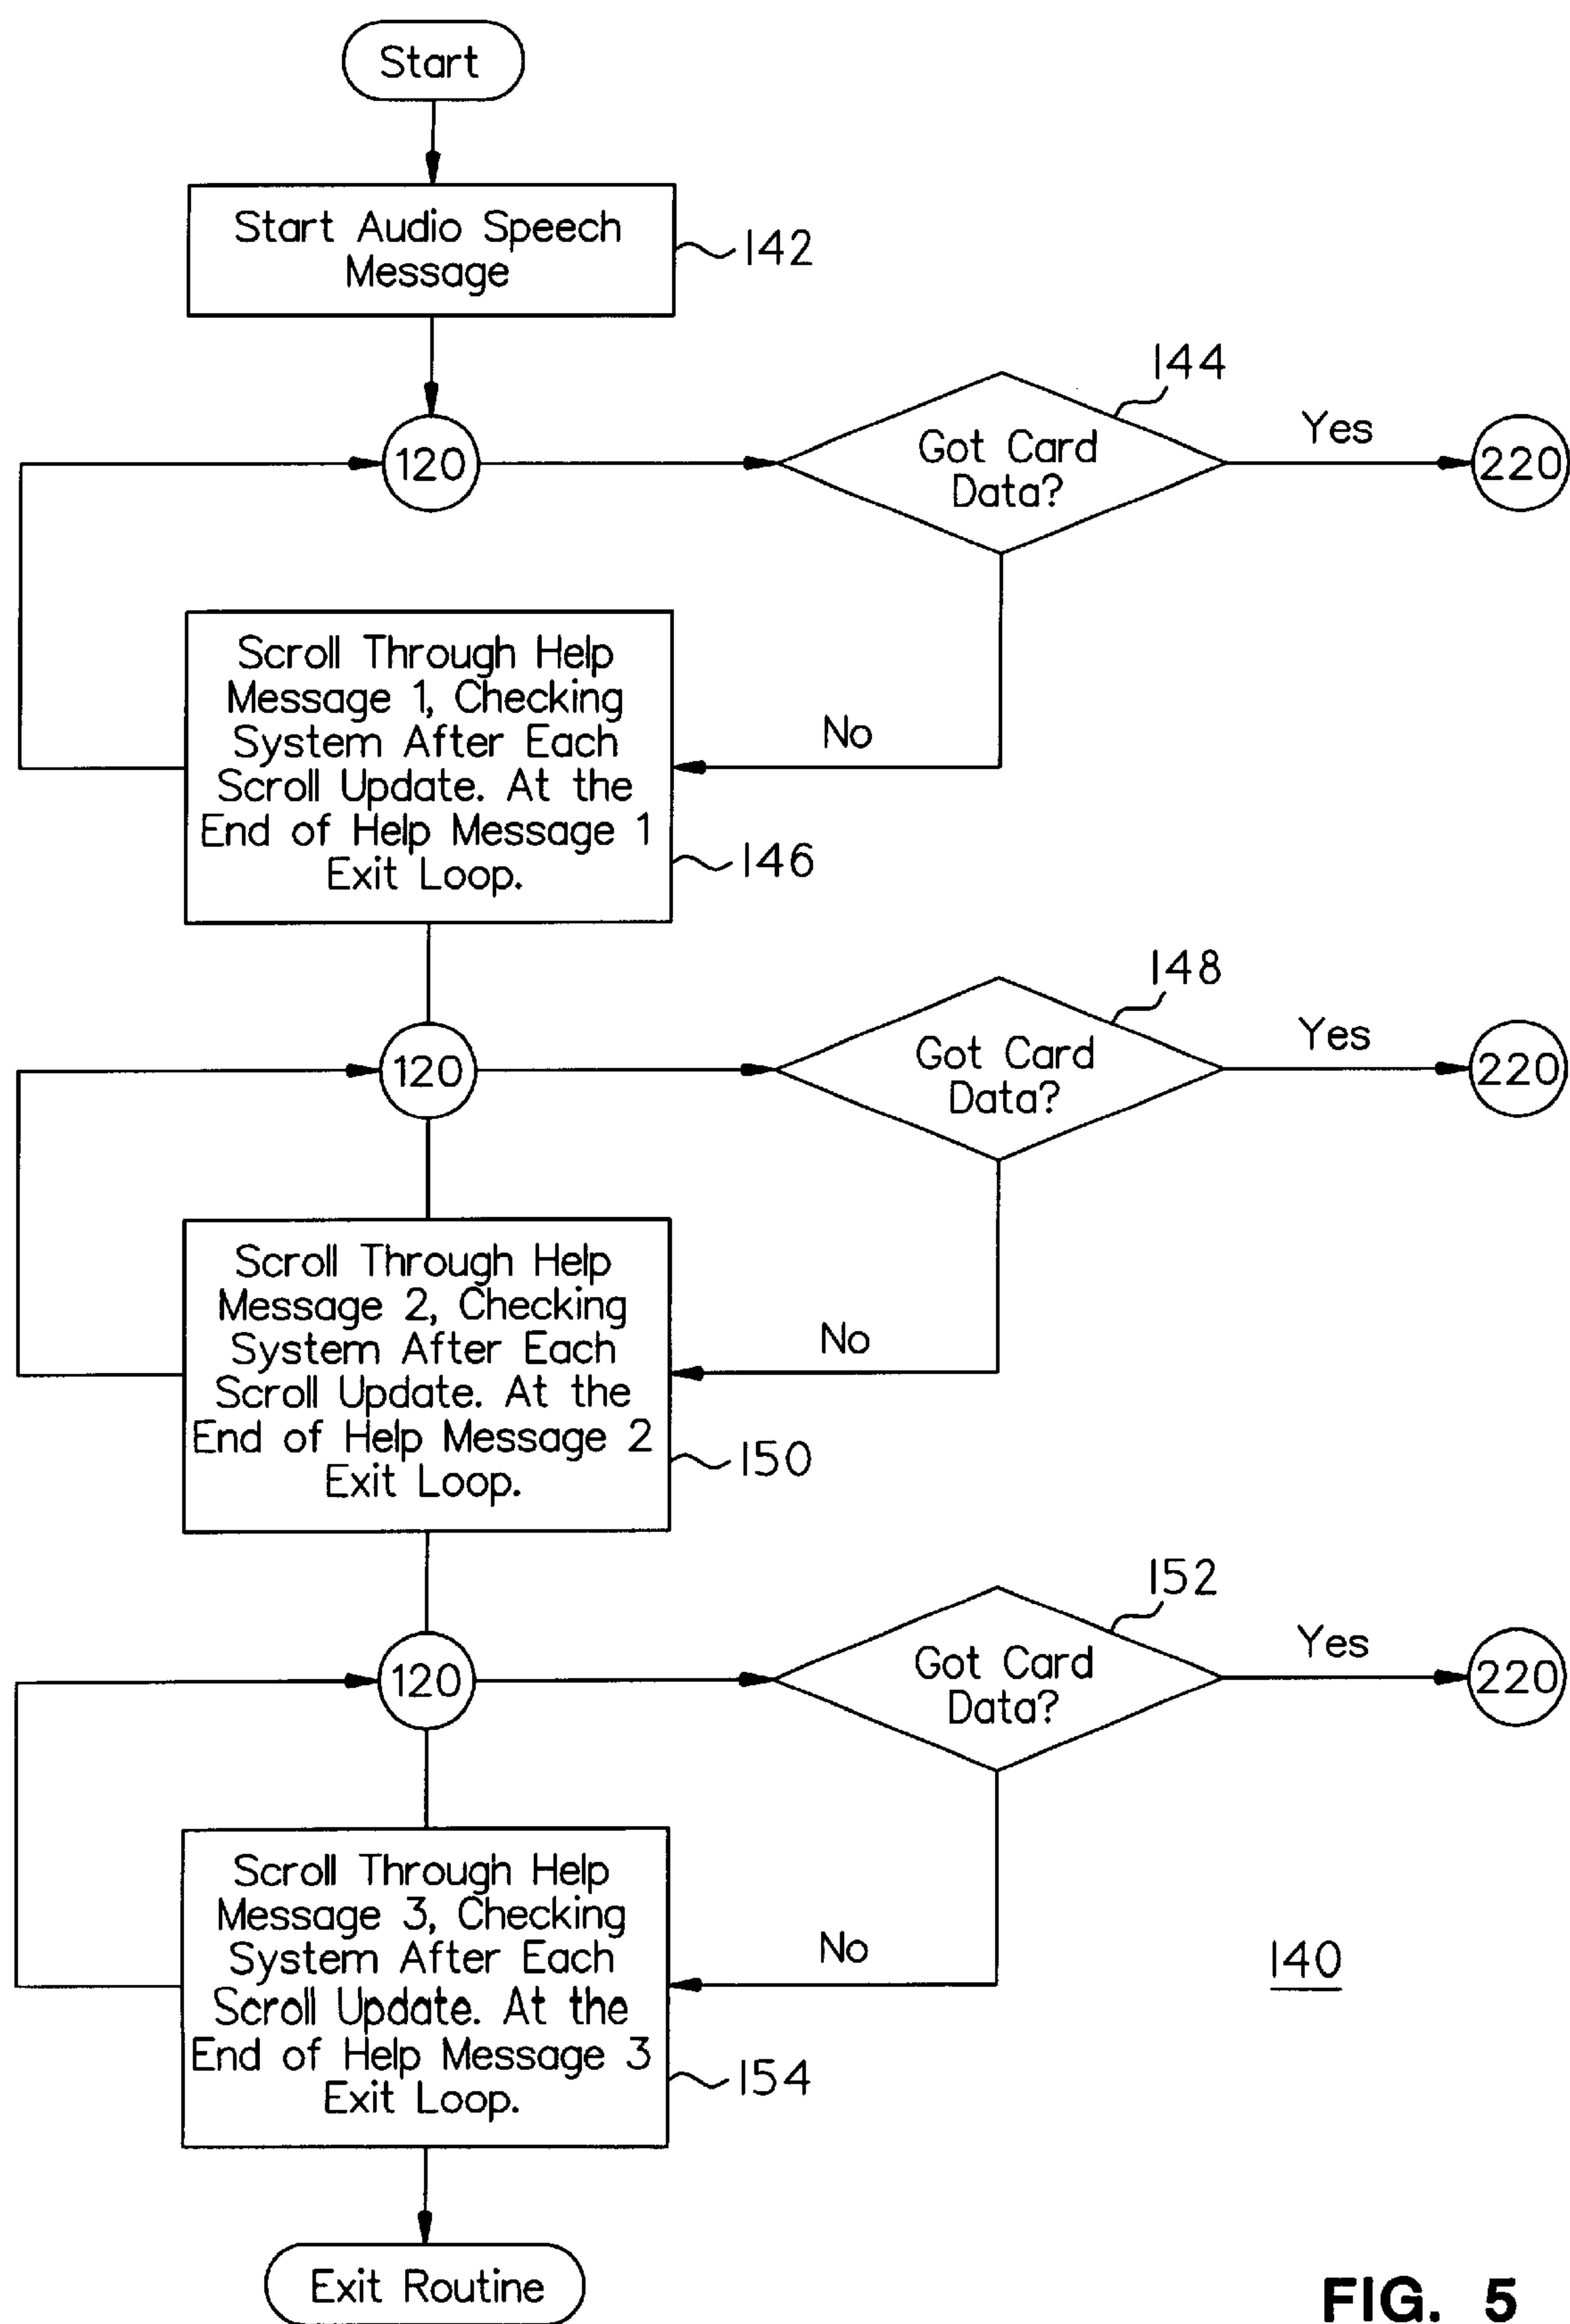 Start
Start Audio Speech
Message
142
120
144
Got Card
Data?
Yes
220
No
Scroll Through Help
Message 1, Checking
System After Each
Scroll Update. At the
End of Help Message 1
Exit Loop.
146
120
148
Got Card
Data?
Yes
220
No
Scroll Through Help
Message 2, Checking
System After Each
Scroll Update. At the
End of Help Message 2
Exit Loop.
150
120
152
Got Card
Data?
Yes
220
No
Scroll Through Help
Message 3, Checking
System After Each
Scroll Update. At the
End of Help Message 3
Exit Loop.
154
140
Exit Routine
FIG. 5